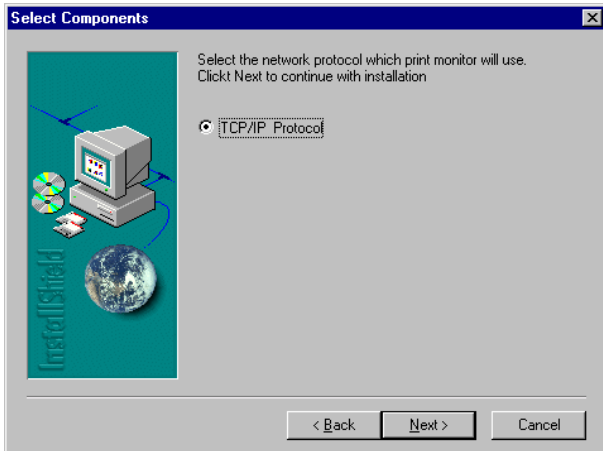 Select Components
Select the network protocol which print monitor will use.
Clickt Next to continue with installation
TCP/IP Protocol
InstallShield
< Back
Next >
Cancel